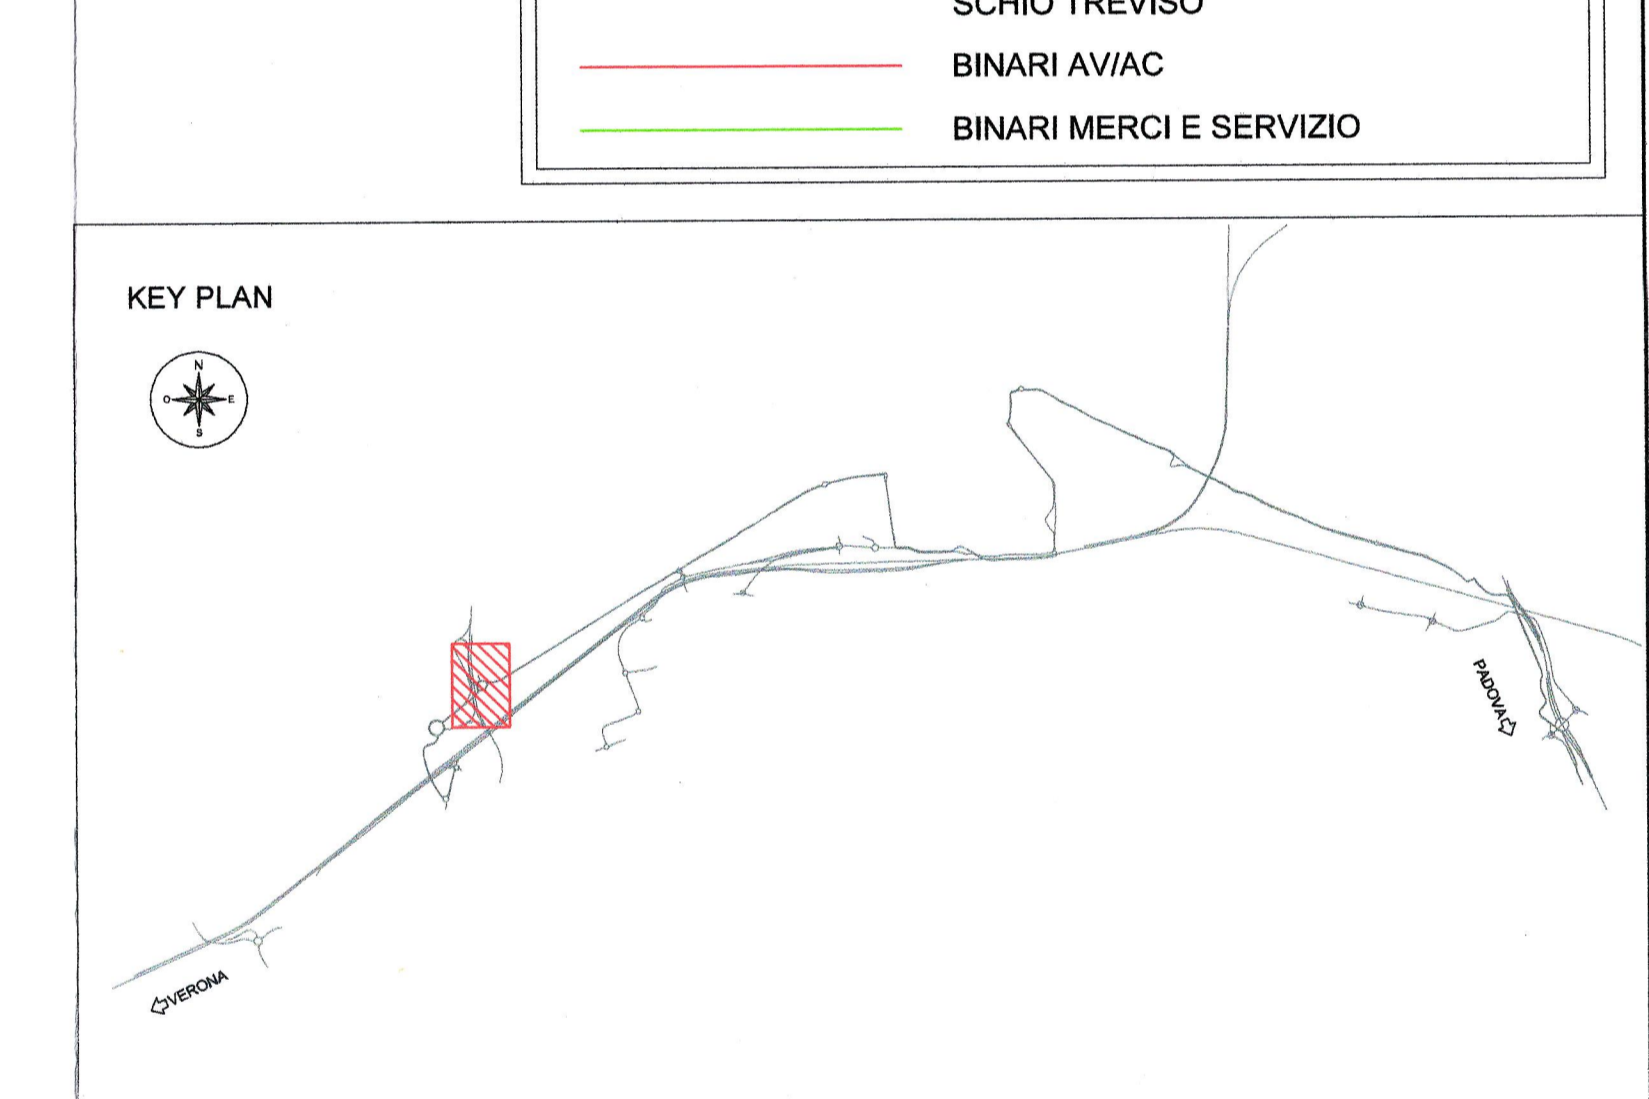 SCHIO TREVISO
BINARI AV/AC
BINARI MERCI E SERVIZIO
KEY PLAN
N
O E
S
PADOVA
VERONA